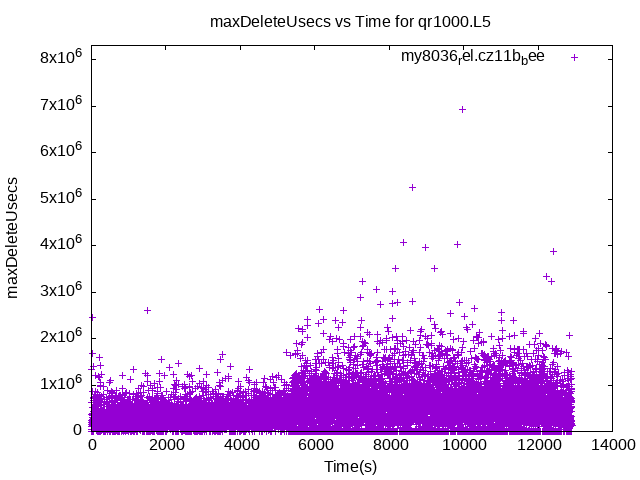 maxDeleteUsecs vs Time for qr1000.L5
my8036_rel.cz11b_bee
8x10^6
7x10^6
6x10^6
5x10^6
4x10^6
3x10^6
2x10^6
1x10^6
0
maxDeleteUsecs
0 2000 4000 6000 8000 10000 12000 14000
Time(s)